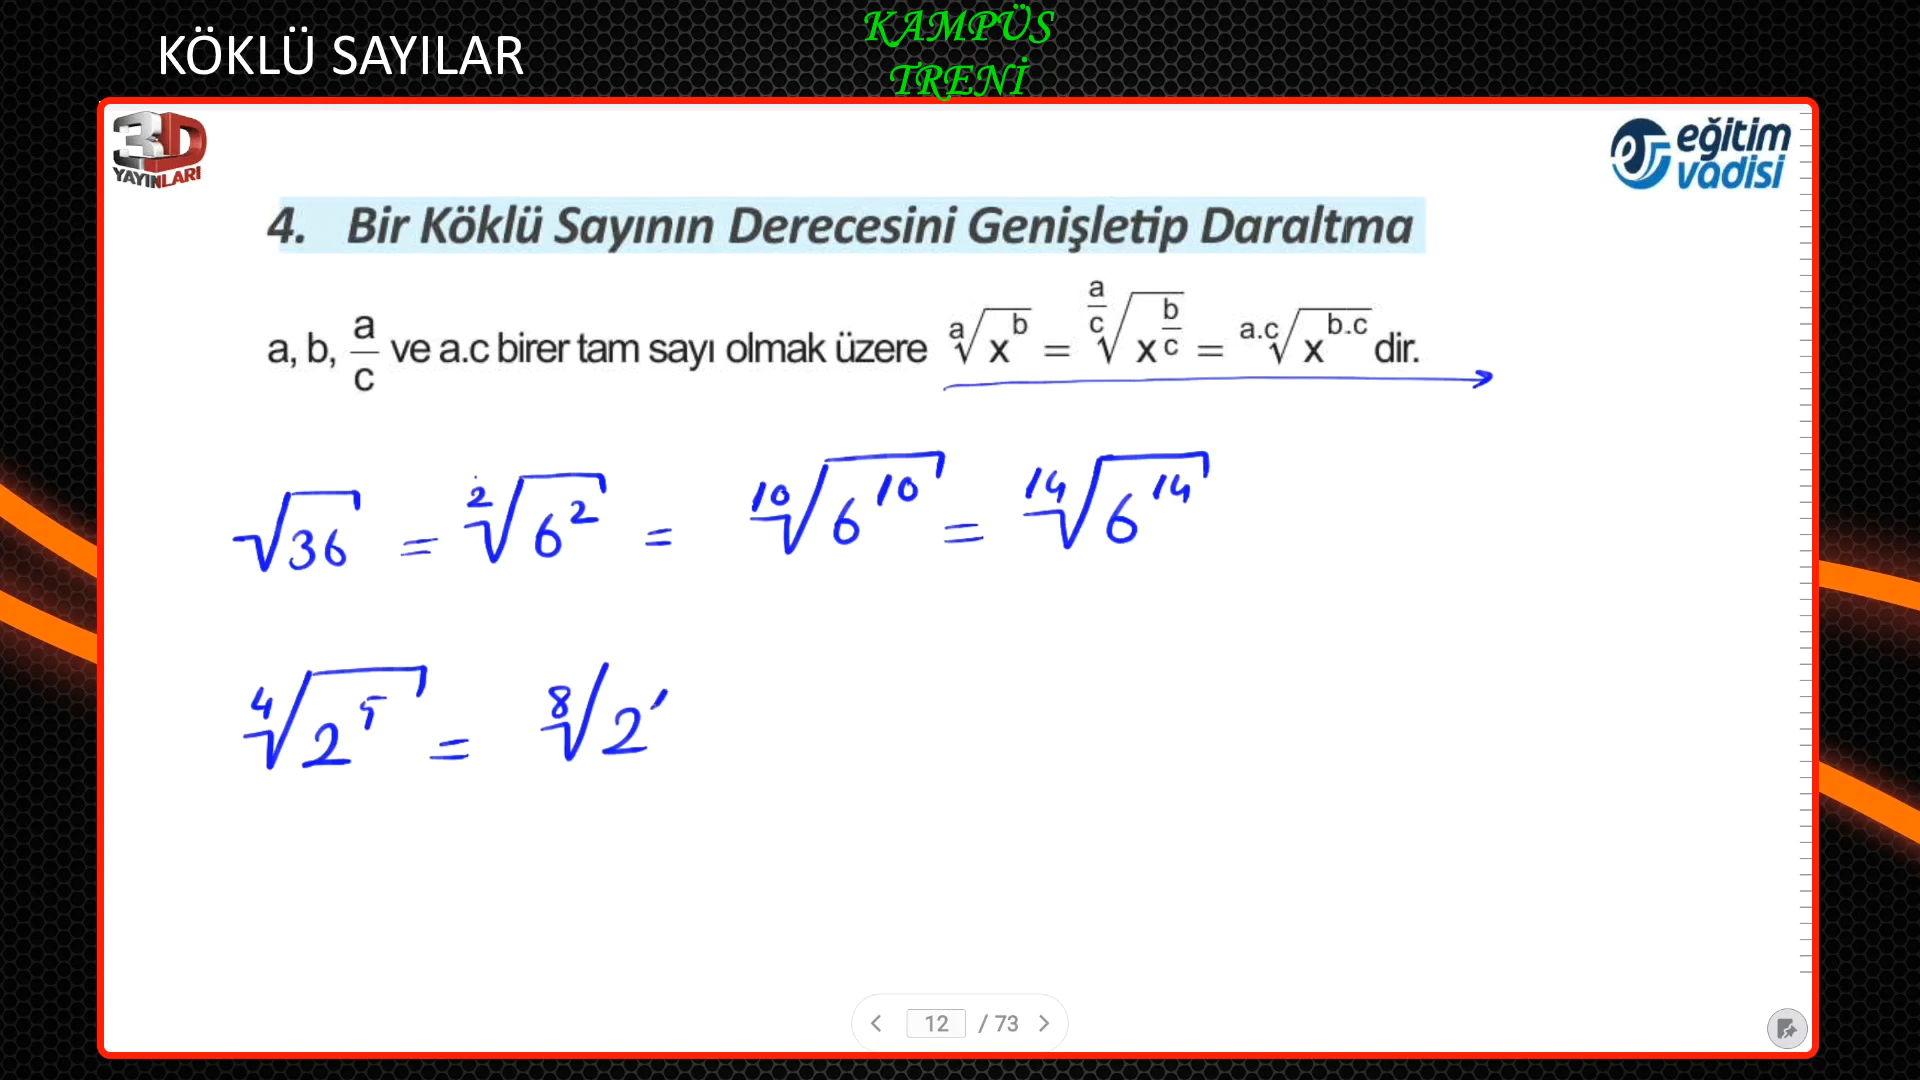 KÖKLÜ SAYILAR
KAMPÜS
TRENİ
3D
YAYINLARI
eğitim
vadisi
4. Bir Köklü Sayının Derecesini Genişletip Daraltma
a, b, a/c ve a.c birer tam sayı olmak üzere ᵃ√x^b = ^(a/c)√x^(b/c) = ^(a.c)√x^(b.c) dir.
√36 = ²√6² = ¹⁰√6¹⁰ = ¹⁴√6¹⁴
⁴√2⁵ = ⁸√2
12 / 73